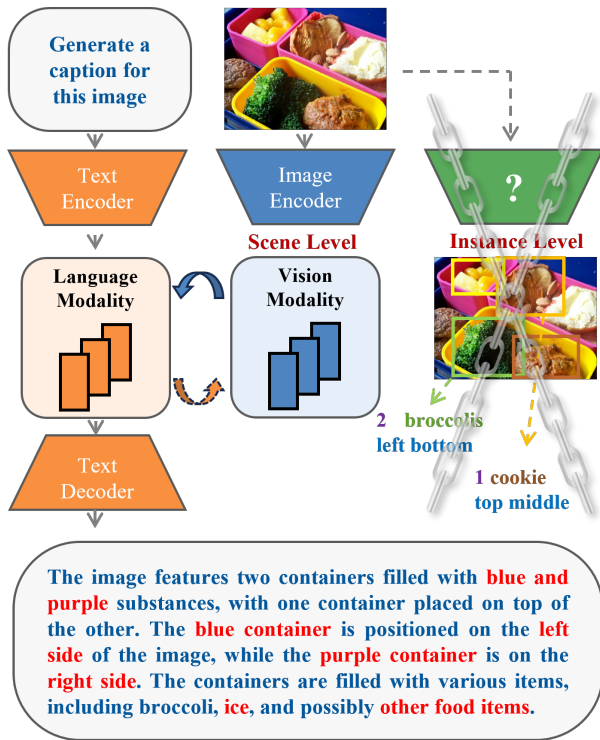 Generate a
caption for
this image
Text
Encoder
Image
Encoder
?
Scene Level
Instance Level
Language
Modality
Vision
Modality
2 broccolis
left bottom
1 cookie
top middle
Text
Decoder
The image features two containers filled with blue and
purple substances, with one container placed on top of
the other. The blue container is positioned on the left
side of the image, while the purple container is on the
right side. The containers are filled with various items,
including broccoli, ice, and possibly other food items.